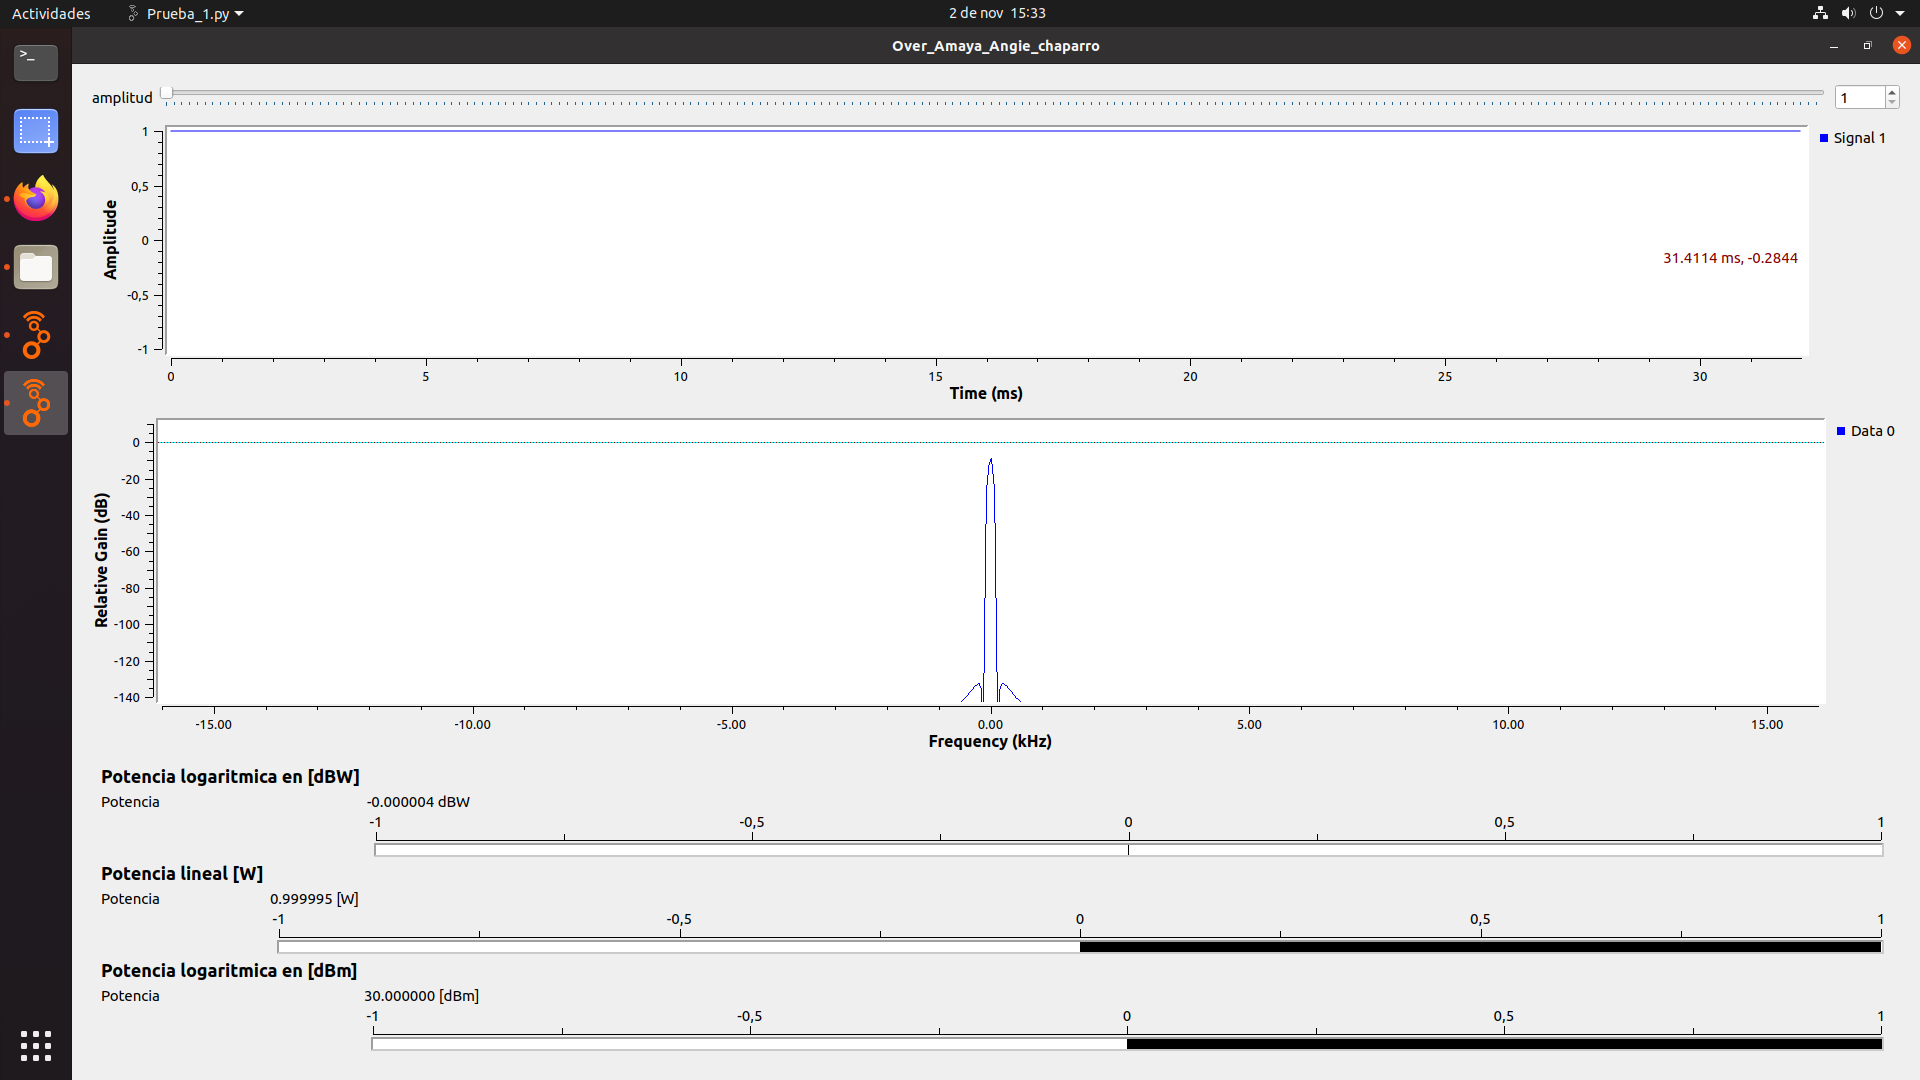 Actividades Prueba_1.py 2 de nov 15:33
Over_Amaya_Angie_chaparro
amplitud 1
Signal 1
1
0,5
0
-0,5
-1
Amplitude
31.4114 ms, -0.2844
0 5 10 15 20 25 30
Time (ms)
Data 0
0
-20
-40
-60
-80
-100
-120
-140
Relative Gain (dB)
-15.00 -10.00 -5.00 0.00 5.00 10.00 15.00
Frequency (kHz)
Potencia logaritmica en [dBW]
Potencia -0.000004 dBW
-1 -0,5 0 0,5 1
Potencia lineal [W]
Potencia 0.999995 [W]
-1 -0,5 0 0,5 1
Potencia logaritmica en [dBm]
Potencia 30.000000 [dBm]
-1 -0,5 0 0,5 1